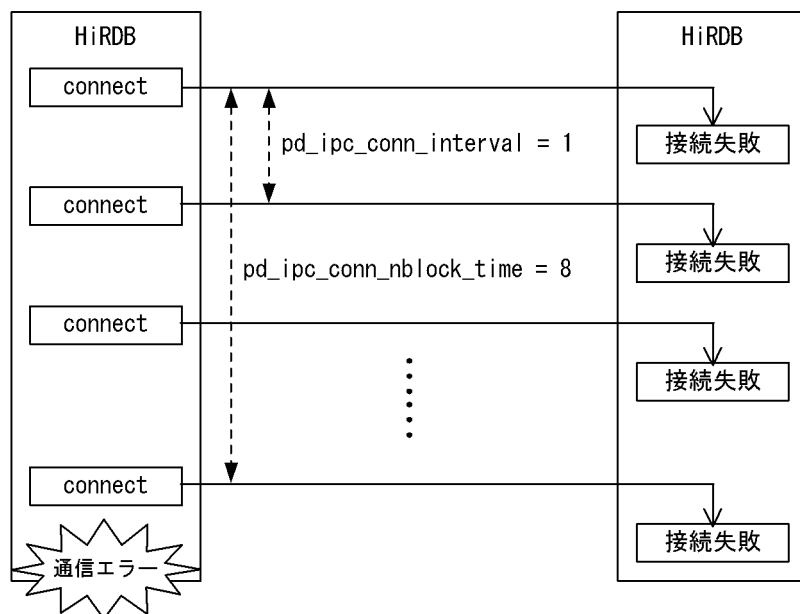 HiRDB
HiRDB
connect
pd_ipc_conn_interval = 1
接続失敗
connect
接続失敗
pd_ipc_conn_nblock_time = 8
connect
接続失敗
connect
接続失敗
通信エラー